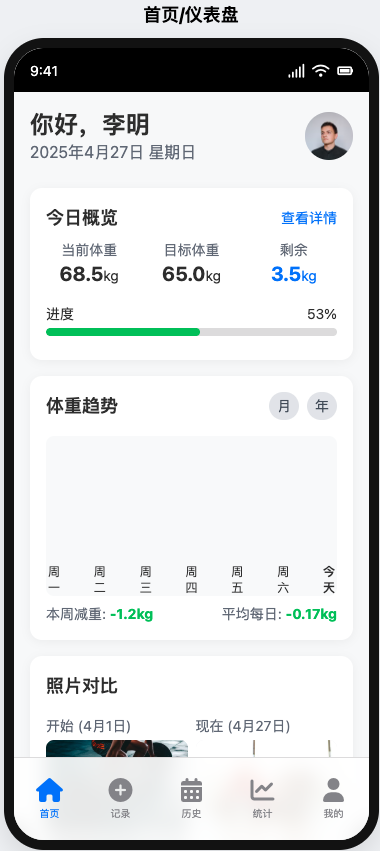 首页/仪表盘
9:41
你好，李明
2025年4月27日 星期日
今日概览 查看详情
当前体重 目标体重 剩余
68.5kg 65.0kg 3.5kg
进度 53%
体重趋势 月 年
周一 周二 周三 周四 周五 周六 今天
本周减重: -1.2kg 平均每日: -0.17kg
照片对比
开始 (4月1日) 现在 (4月27日)
首页 记录 历史 统计 我的